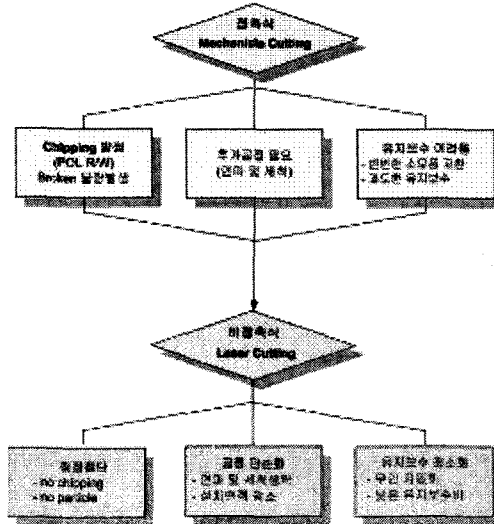 접촉식
Mechanisle Cutting
Chipping 발생
(POL R/W)
Broken 불량발생
추가공정 필요
(연마 및 세척)
유지보수 어려움
- 빈번한 소모품 교환
- 과도한 유지보수
비접촉식
Laser Cutting
청정절단
- no chipping
- no particle
공정 단순화
- 연마 및 세척생략
- 설치면적 감소
유지보수 최소화
- 무인 자동화
- 낮은 유지보수비